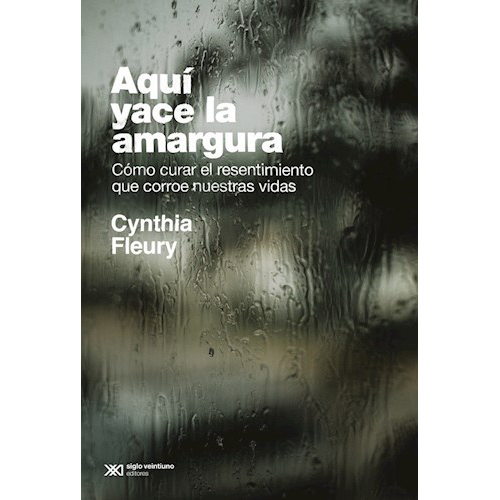 Aquí
yace la
amargura
Cómo curar el resentimiento
que corroe nuestras vidas
Cynthia
Fleury
siglo veintiuno
editores